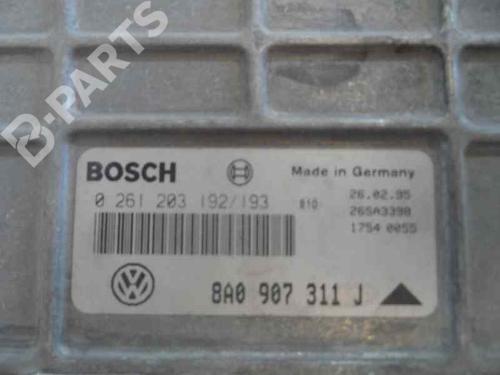 B-PARTS
BOSCH
Made in Germany
0 261 203 192/193
810
26.02.95
265A3398
1754 0055
8A0 907 311 J